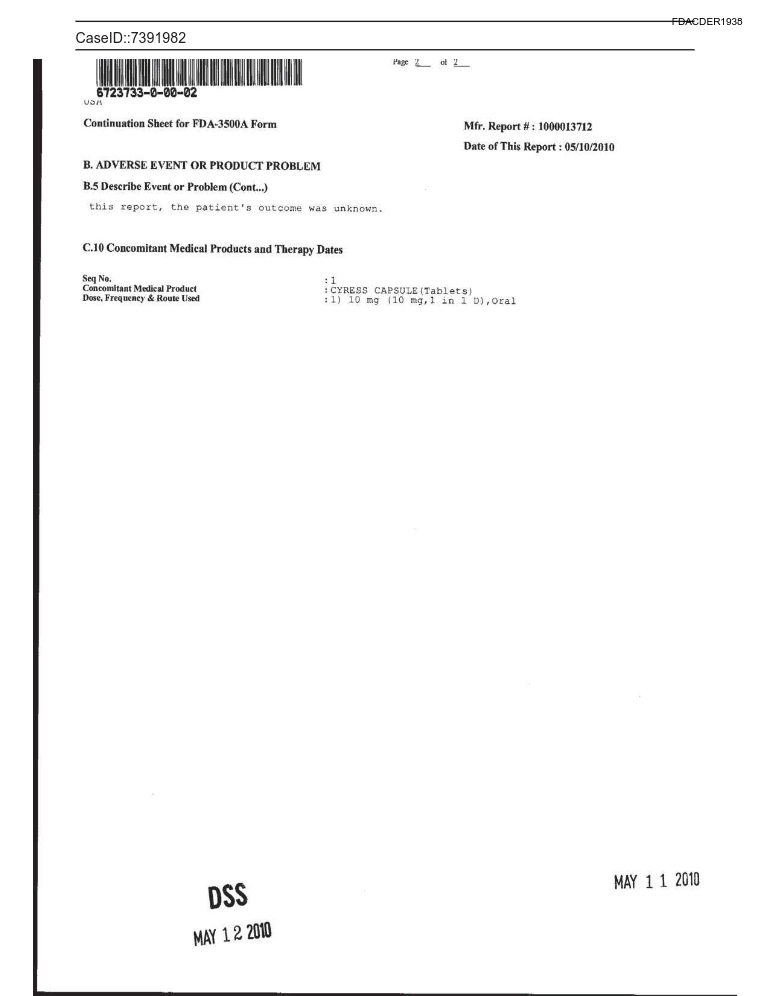 FDACDER1938
CaseID::7391982
Page 2 of 2
6723733-0-00-02
USA
Continuation Sheet for FDA-3500A Form
Mfr. Report # : 1000013712
Date of This Report : 05/10/2010
B. ADVERSE EVENT OR PRODUCT PROBLEM
B.5 Describe Event or Problem (Cont...)
this report, the patient's outcome was unknown.
C.10 Concomitant Medical Products and Therapy Dates
Seq No. :1
Concomitant Medical Product :CYRESS CAPSULE(Tablets)
Dose, Frequency & Route Used :1) 10 mg (10 mg,1 in 1 D),Oral
MAY 1 1 2010
DSS
MAY 1 2 2010